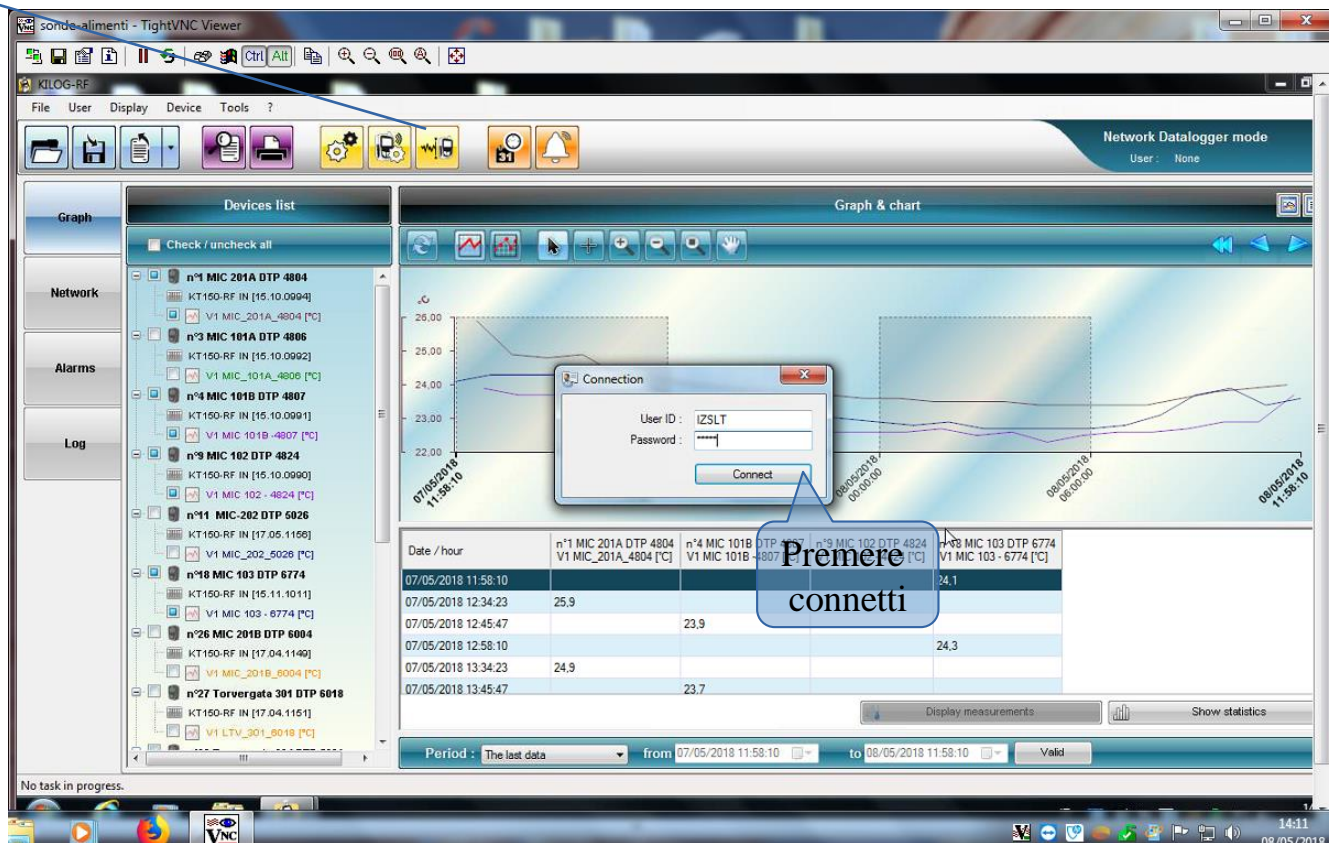 sonde-alimenti - TightVNC Viewer
Ctrl Alt
KILOG-RF
File User Display Device Tools ?
31
Network Datalogger mode
User : None
Graph
Network
Alarms
Log
Devices list
Check / uncheck all
n°1 MIC 201A DTP 4804
KT150-RF IN [15.10.0994]
V1 MIC_201A_4804 [°C]
n°3 MIC 101A DTP 4806
KT150-RF IN [15.10.0992]
V1 MIC_101A_4806 [°C]
n°4 MIC 101B DTP 4807
KT150-RF IN [15.10.0991]
V1 MIC 101B -4807 [°C]
n°9 MIC 102 DTP 4824
KT150-RF IN [15.10.0990]
V1 MIC 102 - 4824 [°C]
n°11 MIC-202 DTP 5026
KT150-RF IN [17.05.1156]
V1 MIC_202_5026 [°C]
n°18 MIC 103 DTP 6774
KT150-RF IN [15.11.1011]
V1 MIC 103 - 6774 [°C]
n°26 MIC 201B DTP 6004
KT150-RF IN [17.04.1149]
V1 MIC_201B_6004 [°C]
n°27 Torvergata 301 DTP 6018
KT150-RF IN [17.04.1151]
V1 LTV_301_6018 [°C]
Graph & chart
°C
26,00
25,00
24,00
23,00
22,00
07/05/2018
11:58:10
08/05/2018
00:00:00
08/05/2018
06:00:00
08/05/2018
11:58:10
Connection
User ID : IZSLT
Password : *****
Connect
Premere
connetti
Date / hour
n°1 MIC 201A DTP 4804 n°4 MIC 101B DTP 4807 n°9 MIC 102 DTP 4824 n°18 MIC 103 DTP 6774
V1 MIC_201A_4804 [°C] V1 MIC 101B -4807 [°C] V1 MIC 103 - 6774 [°C]
07/05/2018 11:58:10 24,1
07/05/2018 12:34:23 25,9
07/05/2018 12:45:47 23,9
07/05/2018 12:58:10 24,3
07/05/2018 13:34:23 24,9
07/05/2018 13:45:47 23,7
Display measurements Show statistics
Period : The last data from 07/05/2018 11:58:10 to 08/05/2018 11:58:10 Valid
No task in progress.
VNC
14:11
08/05/2018